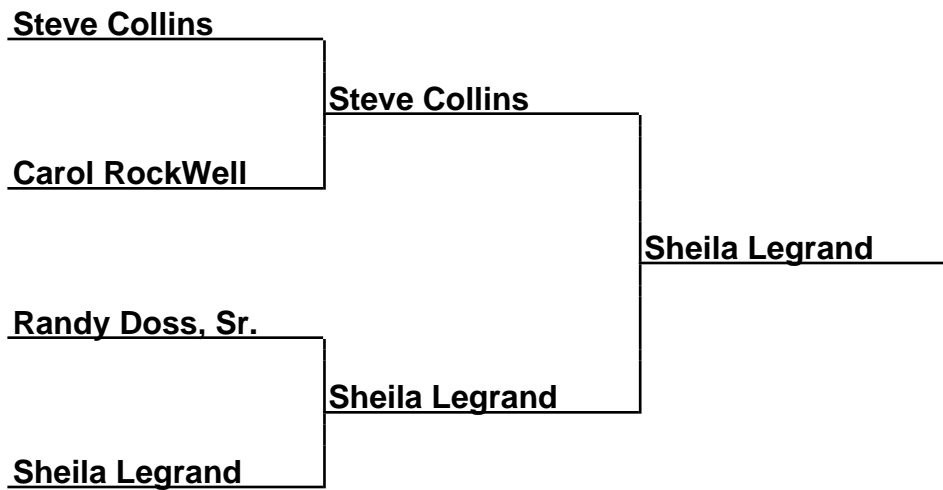 Steve Collins
Steve Collins
Carol RockWell
Sheila Legrand
Randy Doss, Sr.
Sheila Legrand
Sheila Legrand